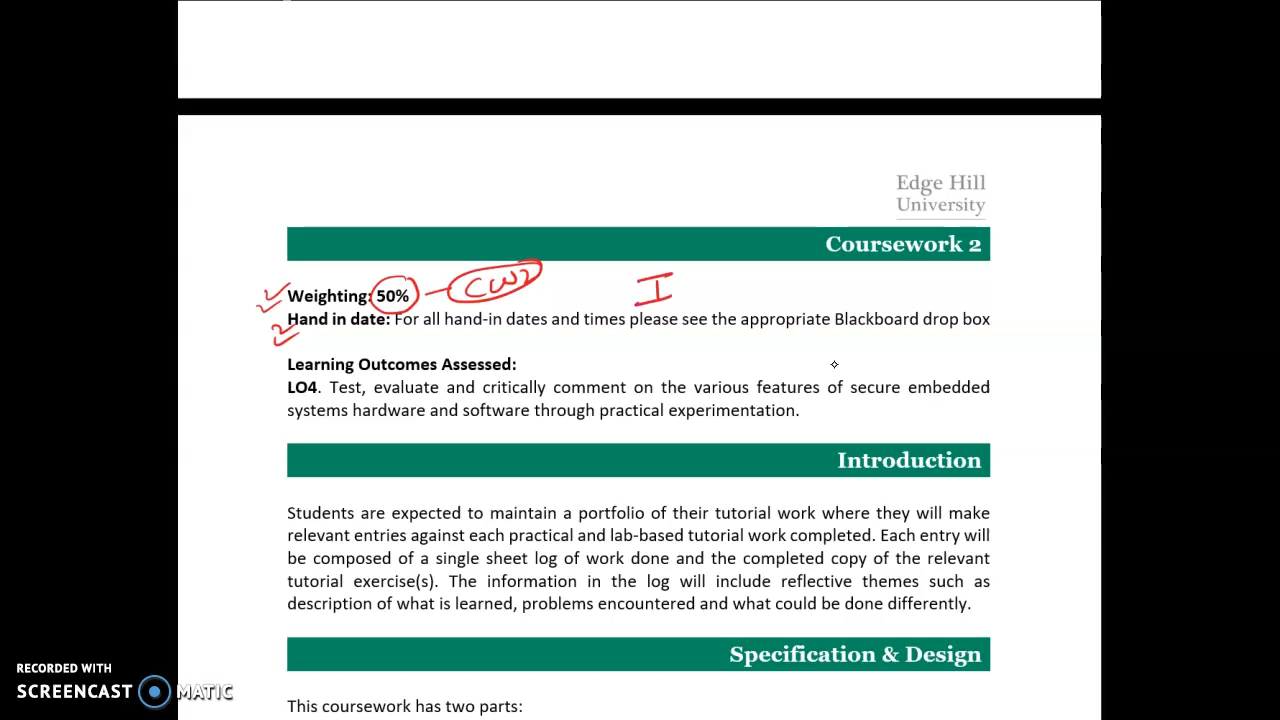 Edge Hill
University
Coursework 2
Weighting: 50% CW2 I
Hand in date: For all hand-in dates and times please see the appropriate Blackboard drop box
Learning Outcomes Assessed:
LO4. Test, evaluate and critically comment on the various features of secure embedded
systems hardware and software through practical experimentation.
Introduction
Students are expected to maintain a portfolio of their tutorial work where they will make
relevant entries against each practical and lab-based tutorial work completed. Each entry will
be composed of a single sheet log of work done and the completed copy of the relevant
tutorial exercise(s). The information in the log will include reflective themes such as
description of what is learned, problems encountered and what could be done differently.
Specification & Design
This coursework has two parts:
RECORDED WITH
SCREENCAST MATIC